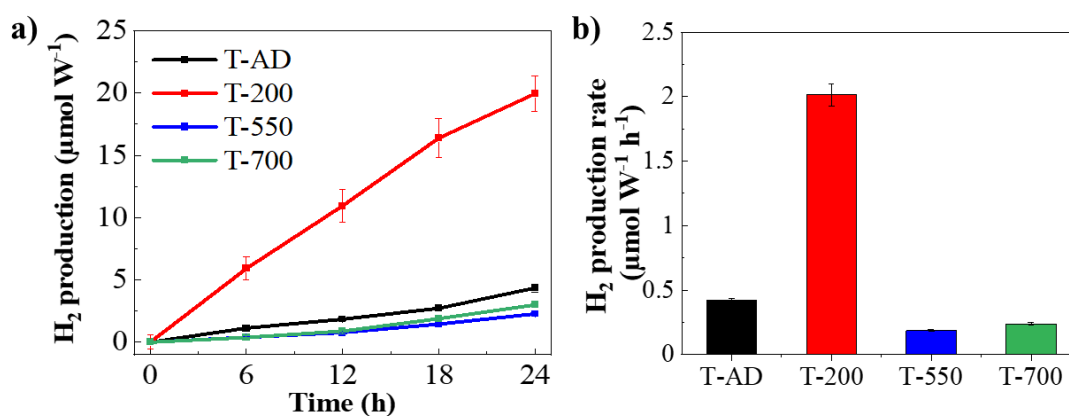 a)
H₂ production (μmol W⁻¹)
25
20
15
10
5
0
T-AD
T-200
T-550
T-700
0 6 12 18 24
Time (h)
b)
H₂ production rate
(μmol W⁻¹ h⁻¹)
2.5
2
1.5
1
0.5
0
T-AD T-200 T-550 T-700